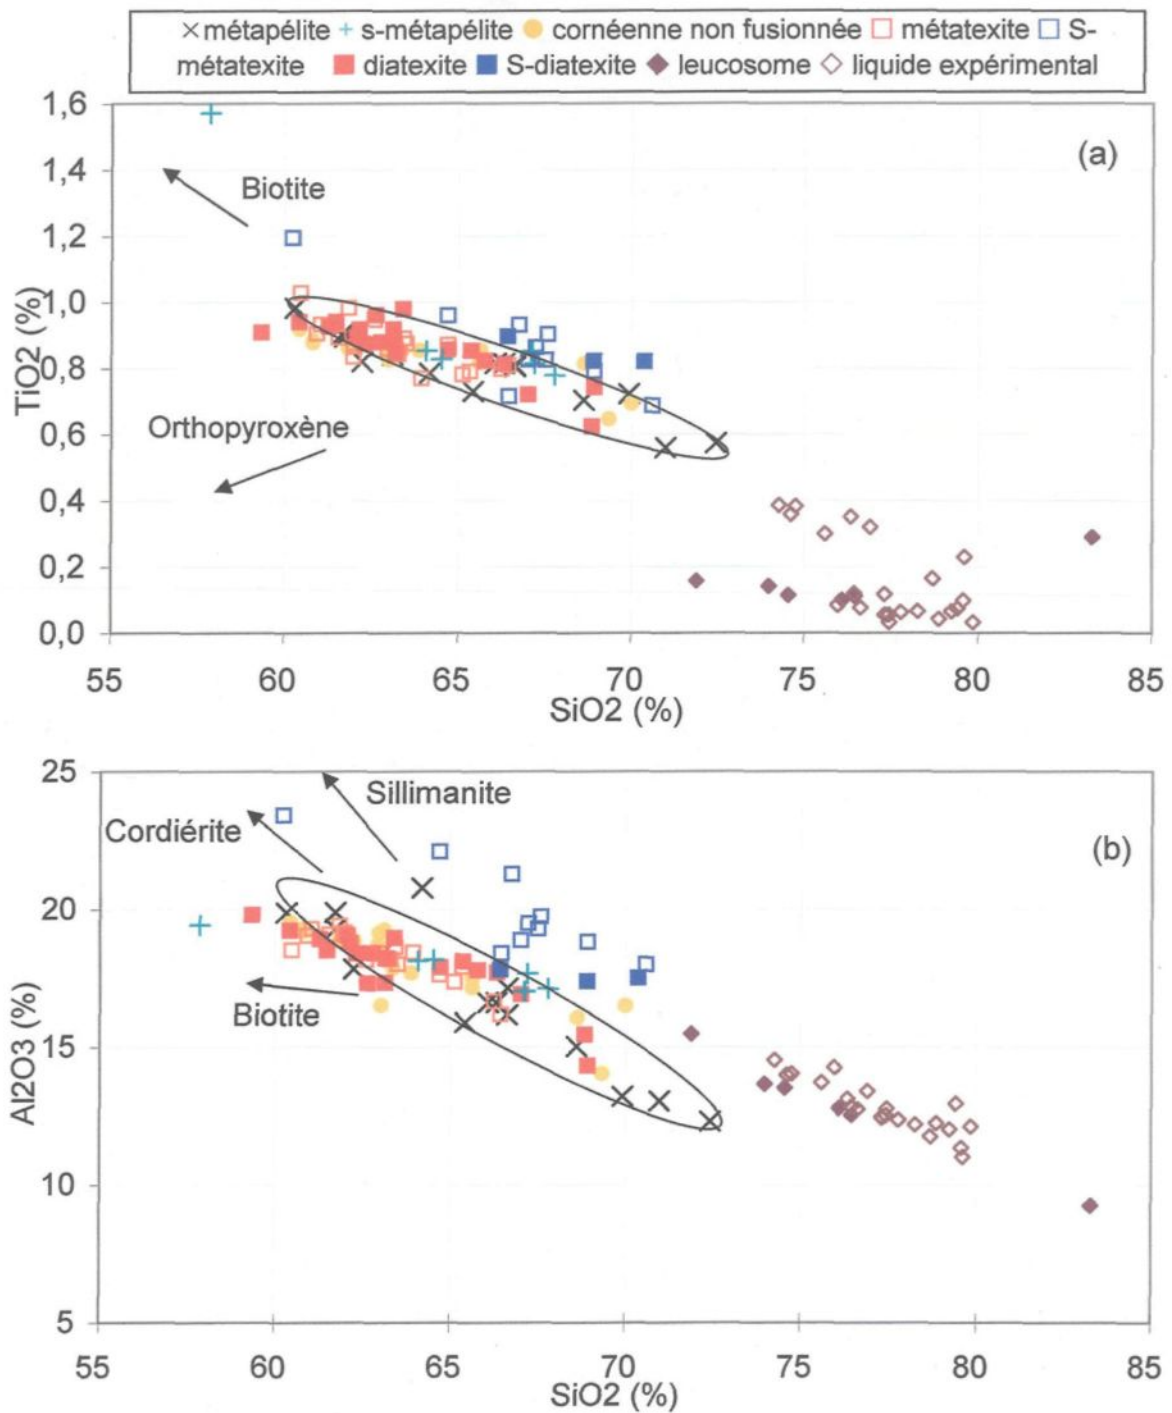 métapélite s-métapélite cornéenne non fusionnée métatexite S-
métatexite diatexite S-diatexite leucosome liquide expérimental
1,6
(a)
1,4
Biotite
1,2
1,0
TiO2 (%)
0,8
0,6
Orthopyroxène
0,4
0,2
0,0
55 60 65 70 75 80 85
SiO2 (%)
25
Sillimanite
Cordiérite
(b)
20
Biotite
Al2O3 (%)
15
10
5
55 60 65 70 75 80 85
SiO2 (%)